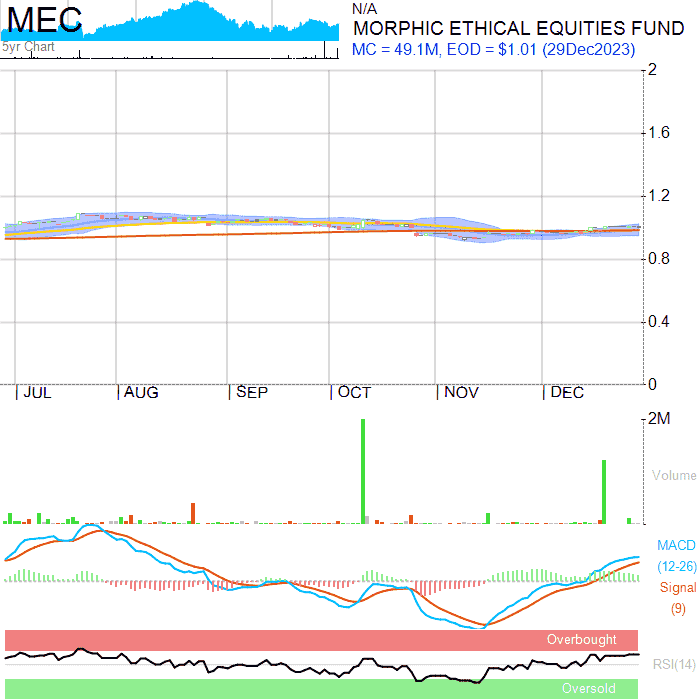 MEC
N/A
MORPHIC ETHICAL EQUITIES FUND
5yr Chart
MC = 49.1M, EOD = $1.01 (29Dec2023)
2
1.6
1.2
0.8
0.4
0
JUL AUG SEP OCT NOV DEC
2M
Volume
MACD
(12-26)
Signal
(9)
Overbought
RSI(14)
Oversold